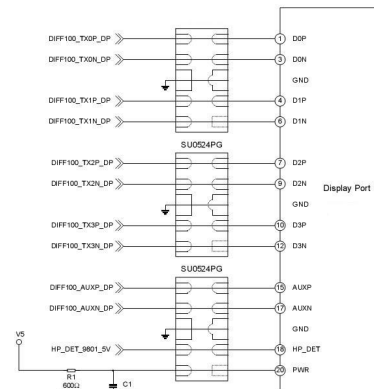 DIFF100_TX0P_DP 1 D0P
DIFF100_TX0N_DP 3 D0N
GND
DIFF100_TX1P_DP 4 D1P
DIFF100_TX1N_DP 6 D1N
SU0524PG
DIFF100_TX2P_DP 7 D2P
DIFF100_TX2N_DP 9 D2N
Display Port
GND
DIFF100_TX3P_DP 10 D3P
DIFF100_TX3N_DP 12 D3N
SU0524PG
DIFF100_AUXP_DP 15 AUXP
DIFF100_AUXN_DP 17 AUXN
GND
V5
HP_DET_9801_5V 18 HP_DET
20 PWR
R1
600Ω
C1